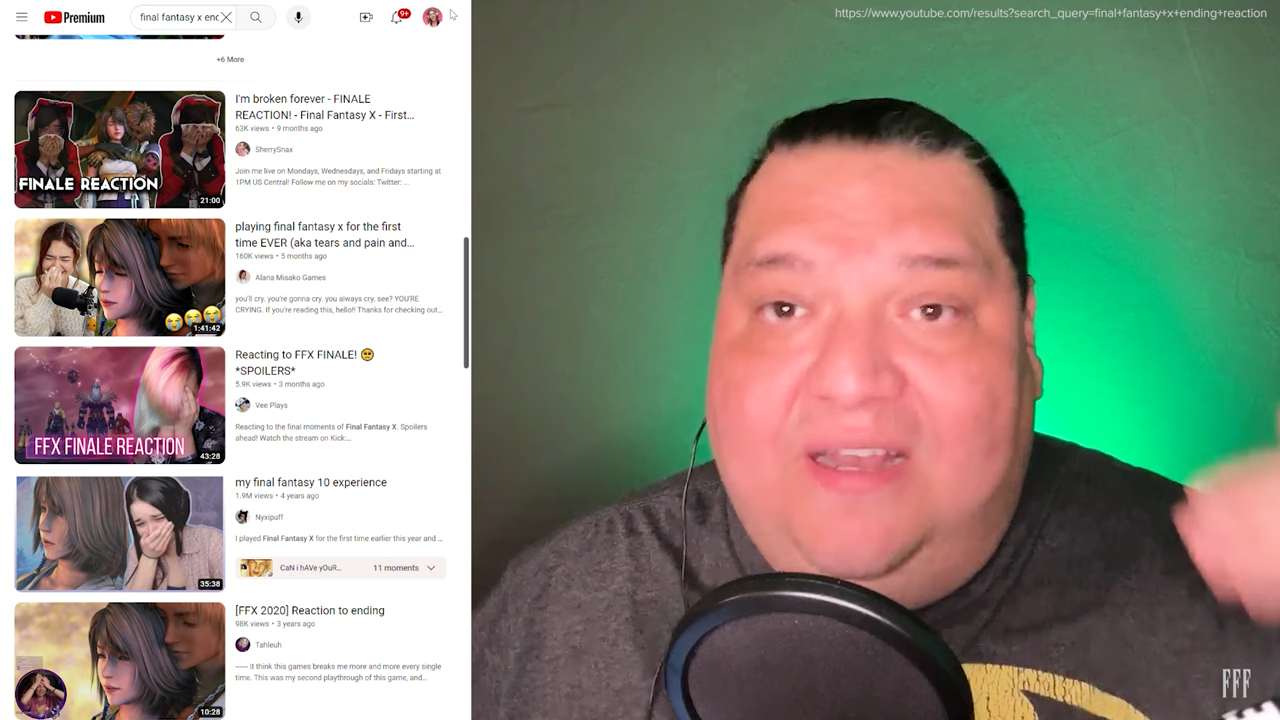 Premium
final fantasy x end
9+
https://www.youtube.com/results?search_query=final+fantasy+x+ending+reaction
+6 More
I'm broken forever - FINALE
REACTION! - Final Fantasy X - First...
63K views • 9 months ago
SherrySnax
Join me live on Mondays, Wednesdays, and Fridays starting at
1PM US Central! Follow me on my socials: Twitter: ...
FINALE REACTION
21:00
playing final fantasy x for the first
time EVER (aka tears and pain and...
160K views • 5 months ago
Alana Misako Games
you'll cry. you're gonna cry. you always cry. see? YOU'RE
CRYING. If you're reading this, hello!! Thanks for checking out...
1:41:42
Reacting to FFX FINALE! 🥺
*SPOILERS*
5.9K views • 3 months ago
Vee Plays
Reacting to the final moments of Final Fantasy X. Spoilers
ahead! Watch the stream on Kick:...
FFX FINALE REACTION
43:28
my final fantasy 10 experience
1.9M views • 4 years ago
Nyxipuff
I played Final Fantasy X for the first time earlier this year and ...
CaN i hAVe yOuR...
11 moments
35:38
[FFX 2020] Reaction to ending
98K views • 3 years ago
Tahleuh
—— It think this games breaks me more and more every single
time. This was my second playthrough of this game, and...
10:28
FFF